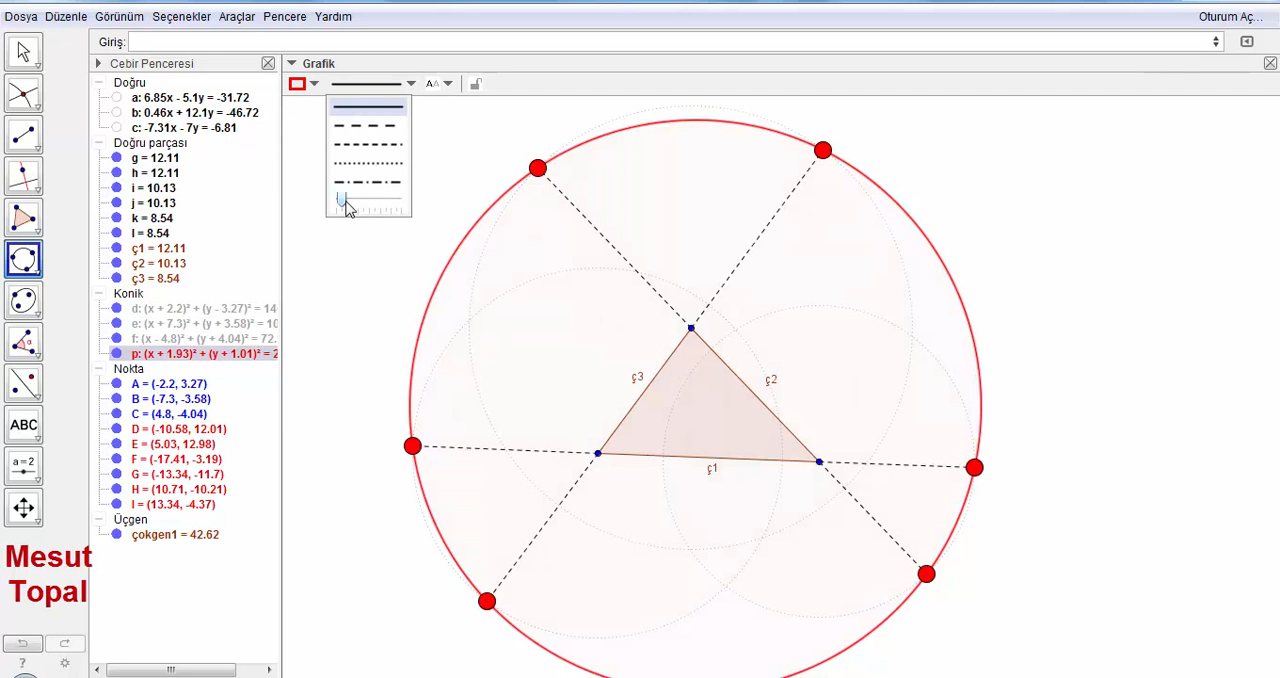 Dosya Düzenle Görünüm Seçenekler Araçlar Pencere Yardım Oturum Aç...
Giriş:
Cebir Penceresi
Grafik
AA
Doğru
a: 6.85x - 5.1y = -31.72
b: 0.46x + 12.1y = -46.72
c: -7.31x - 7y = -6.81
Doğru parçası
g = 12.11
h = 12.11
i = 10.13
j = 10.13
k = 8.54
l = 8.54
ç1 = 12.11
ç2 = 10.13
ç3 = 8.54
Konik
d: (x + 2.2)² + (y - 3.27)² = 14
e: (x + 7.3)² + (y + 3.58)² = 10
f: (x - 4.8)² + (y + 4.04)² = 72.
p: (x + 1.93)² + (y + 1.01)² = 2
Nokta
A = (-2.2, 3.27)
B = (-7.3, -3.58)
C = (4.8, -4.04)
D = (-10.58, 12.01)
E = (5.03, 12.98)
F = (-17.41, -3.19)
G = (-13.34, -11.7)
H = (10.71, -10.21)
I = (13.34, -4.37)
Üçgen
çokgen1 = 42.62
α
ABC
a=2
Mesut
Topal
?
ç3
ç2
ç1